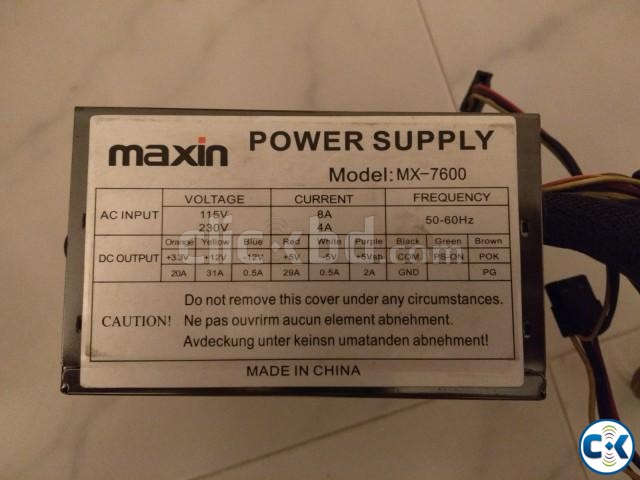 maxin POWER SUPPLY
Model: MX-7600
VOLTAGE CURRENT FREQUENCY
AC INPUT 115V 8A 50-60Hz
230V 4A
Orange Yellow Blue Red White Purple Black Green Brown
DC OUTPUT +3.3V +12V -12V +5V -5V +5Vsb COM PS-ON POK
20A 31A 0.5A 29A 0.5A 2A GND PG
Do not remove this cover under any circumstances.
CAUTION! Ne pas ouvrirm aucun element abnehment.
Avdeckung unter keinsn umatanden abnehment!
MADE IN CHINA
clickbd.com
CK